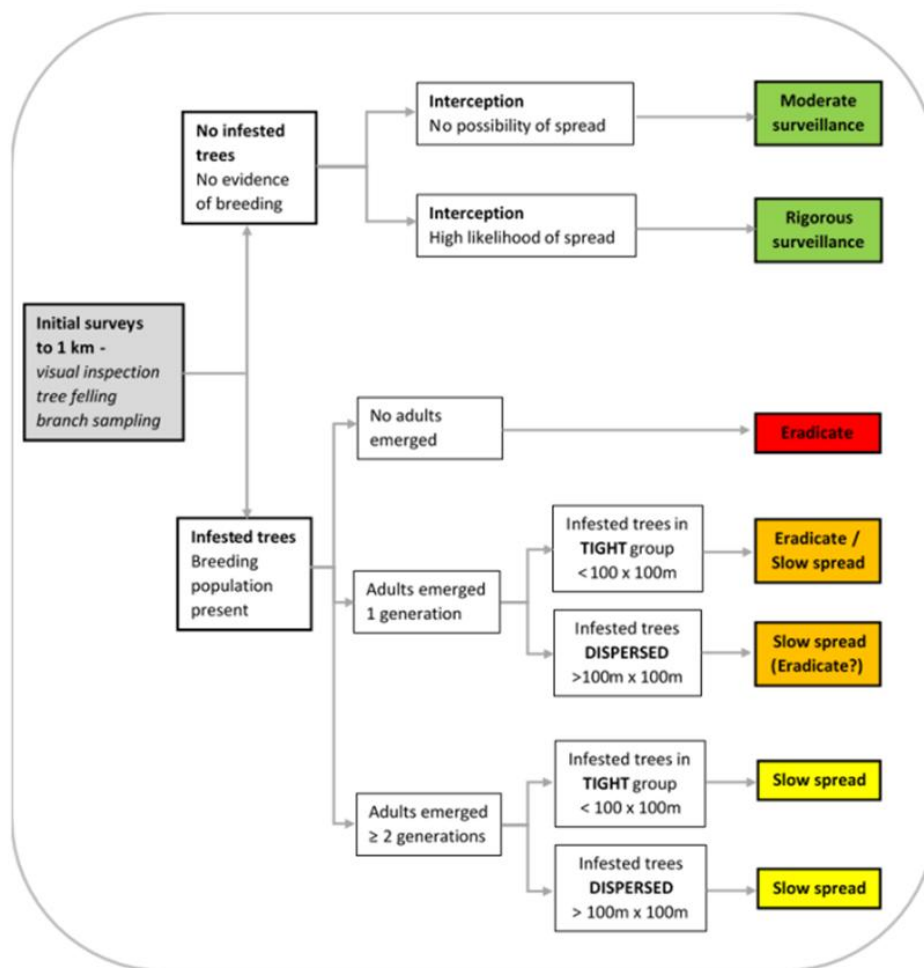 Initial surveys
to 1 km -
visual inspection
tree felling
branch sampling
No infested
trees
No evidence
of breeding
Interception
No possibility of spread
Moderate
surveillance
Interception
High likelihood of spread
Rigorous
surveillance
Infested trees
Breeding
population
present
No adults
emerged
Eradicate
Adults emerged
1 generation
Infested trees in
TIGHT group
< 100 x 100m
Eradicate /
Slow spread
Infested trees
DISPERSED
>100m x 100m
Slow spread
(Eradicate?)
Adults emerged
≥ 2 generations
Infested trees in
TIGHT group
< 100 x 100m
Slow spread
Infested trees
DISPERSED
> 100m x 100m
Slow spread